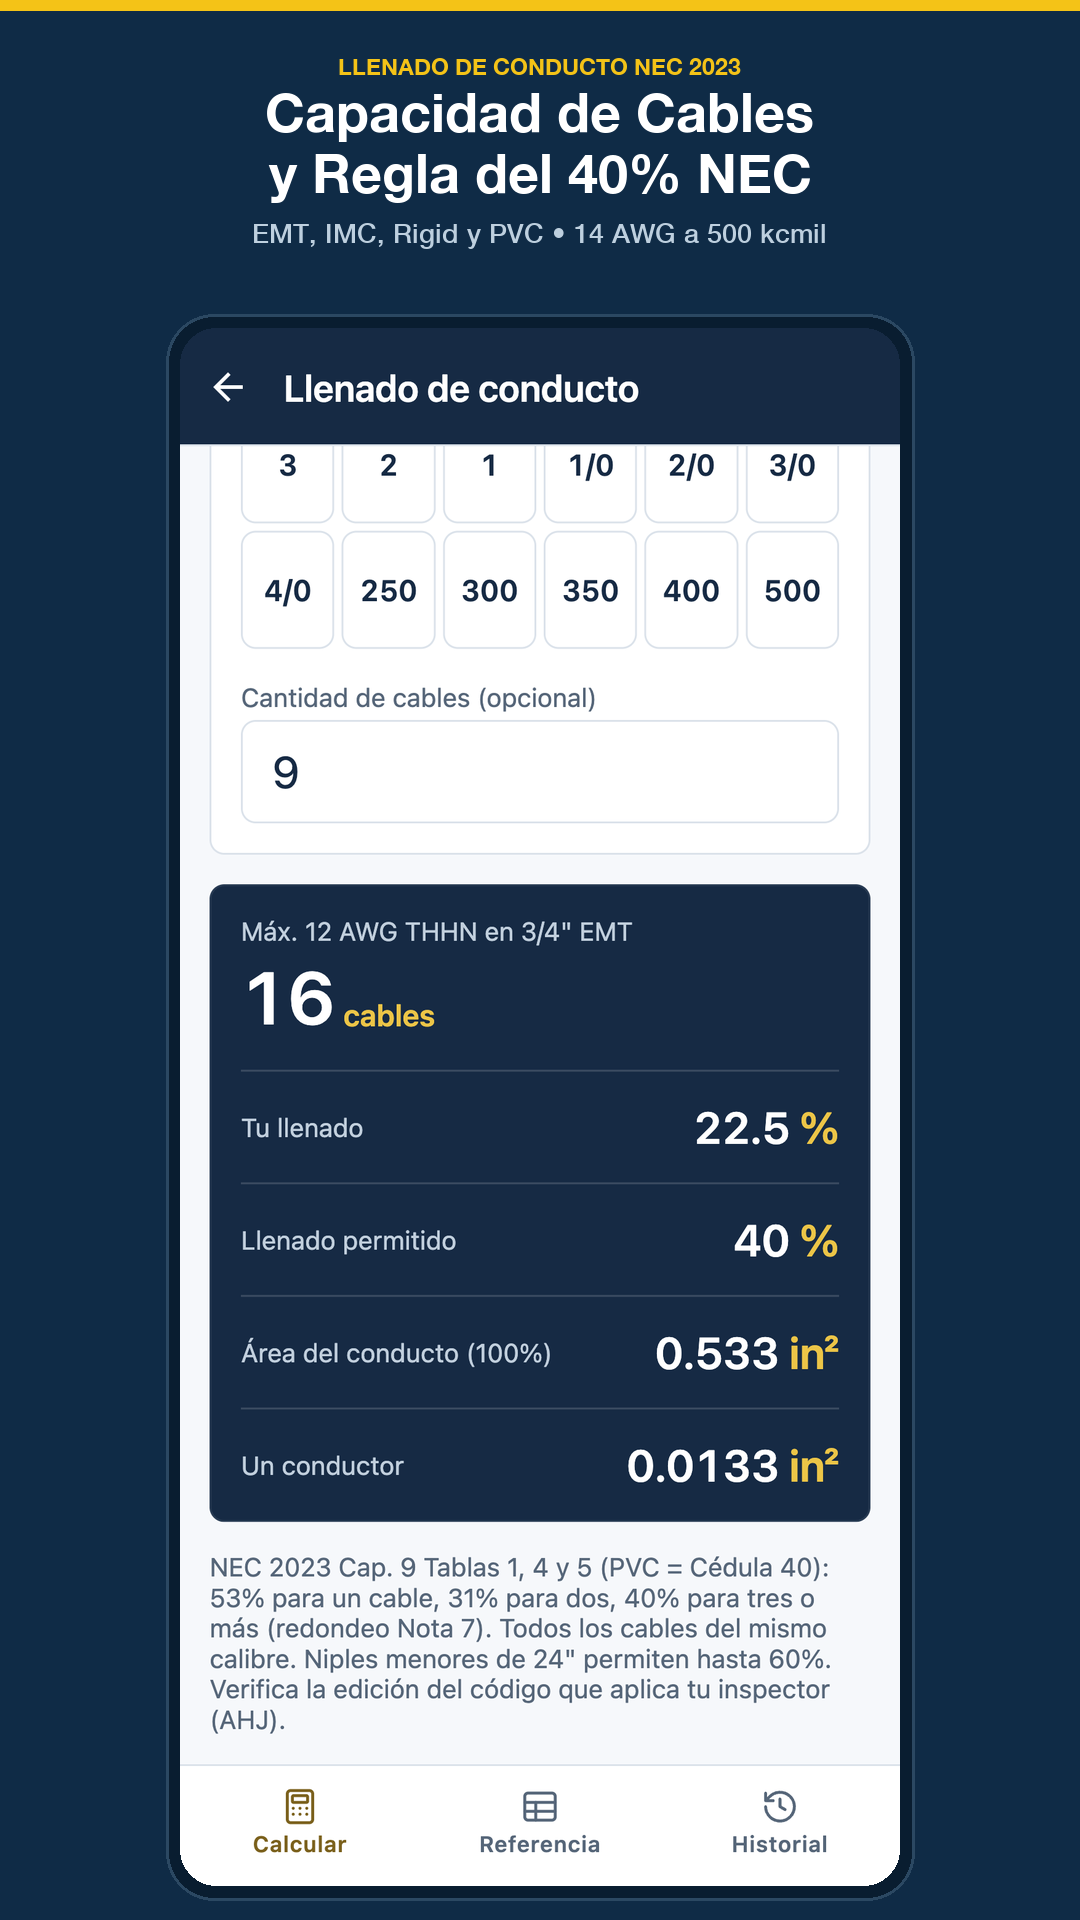 LLENADO DE CONDUCTO NEC 2023
Capacidad de Cables
y Regla del 40% NEC
EMT, IMC, Rigid y PVC • 14 AWG a 500 kcmil
Llenado de conducto
3 2 1 1/0 2/0 3/0
4/0 250 300 350 400 500
Cantidad de cables (opcional)
9
Máx. 12 AWG THHN en 3/4" EMT
16 cables
Tu llenado 22.5 %
Llenado permitido 40 %
Área del conducto (100%) 0.533 in²
Un conductor 0.0133 in²
NEC 2023 Cap. 9 Tablas 1, 4 y 5 (PVC = Cédula 40):
53% para un cable, 31% para dos, 40% para tres o
más (redondeo Nota 7). Todos los cables del mismo
calibre. Niples menores de 24" permiten hasta 60%.
Verifica la edición del código que aplica tu inspector
(AHJ).
Calcular Referencia Historial